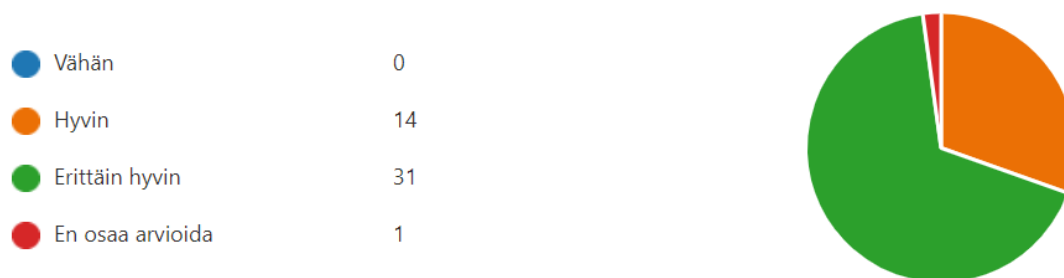 Vähän 0
Hyvin 14
Erittäin hyvin 31
En osaa arvioida 1